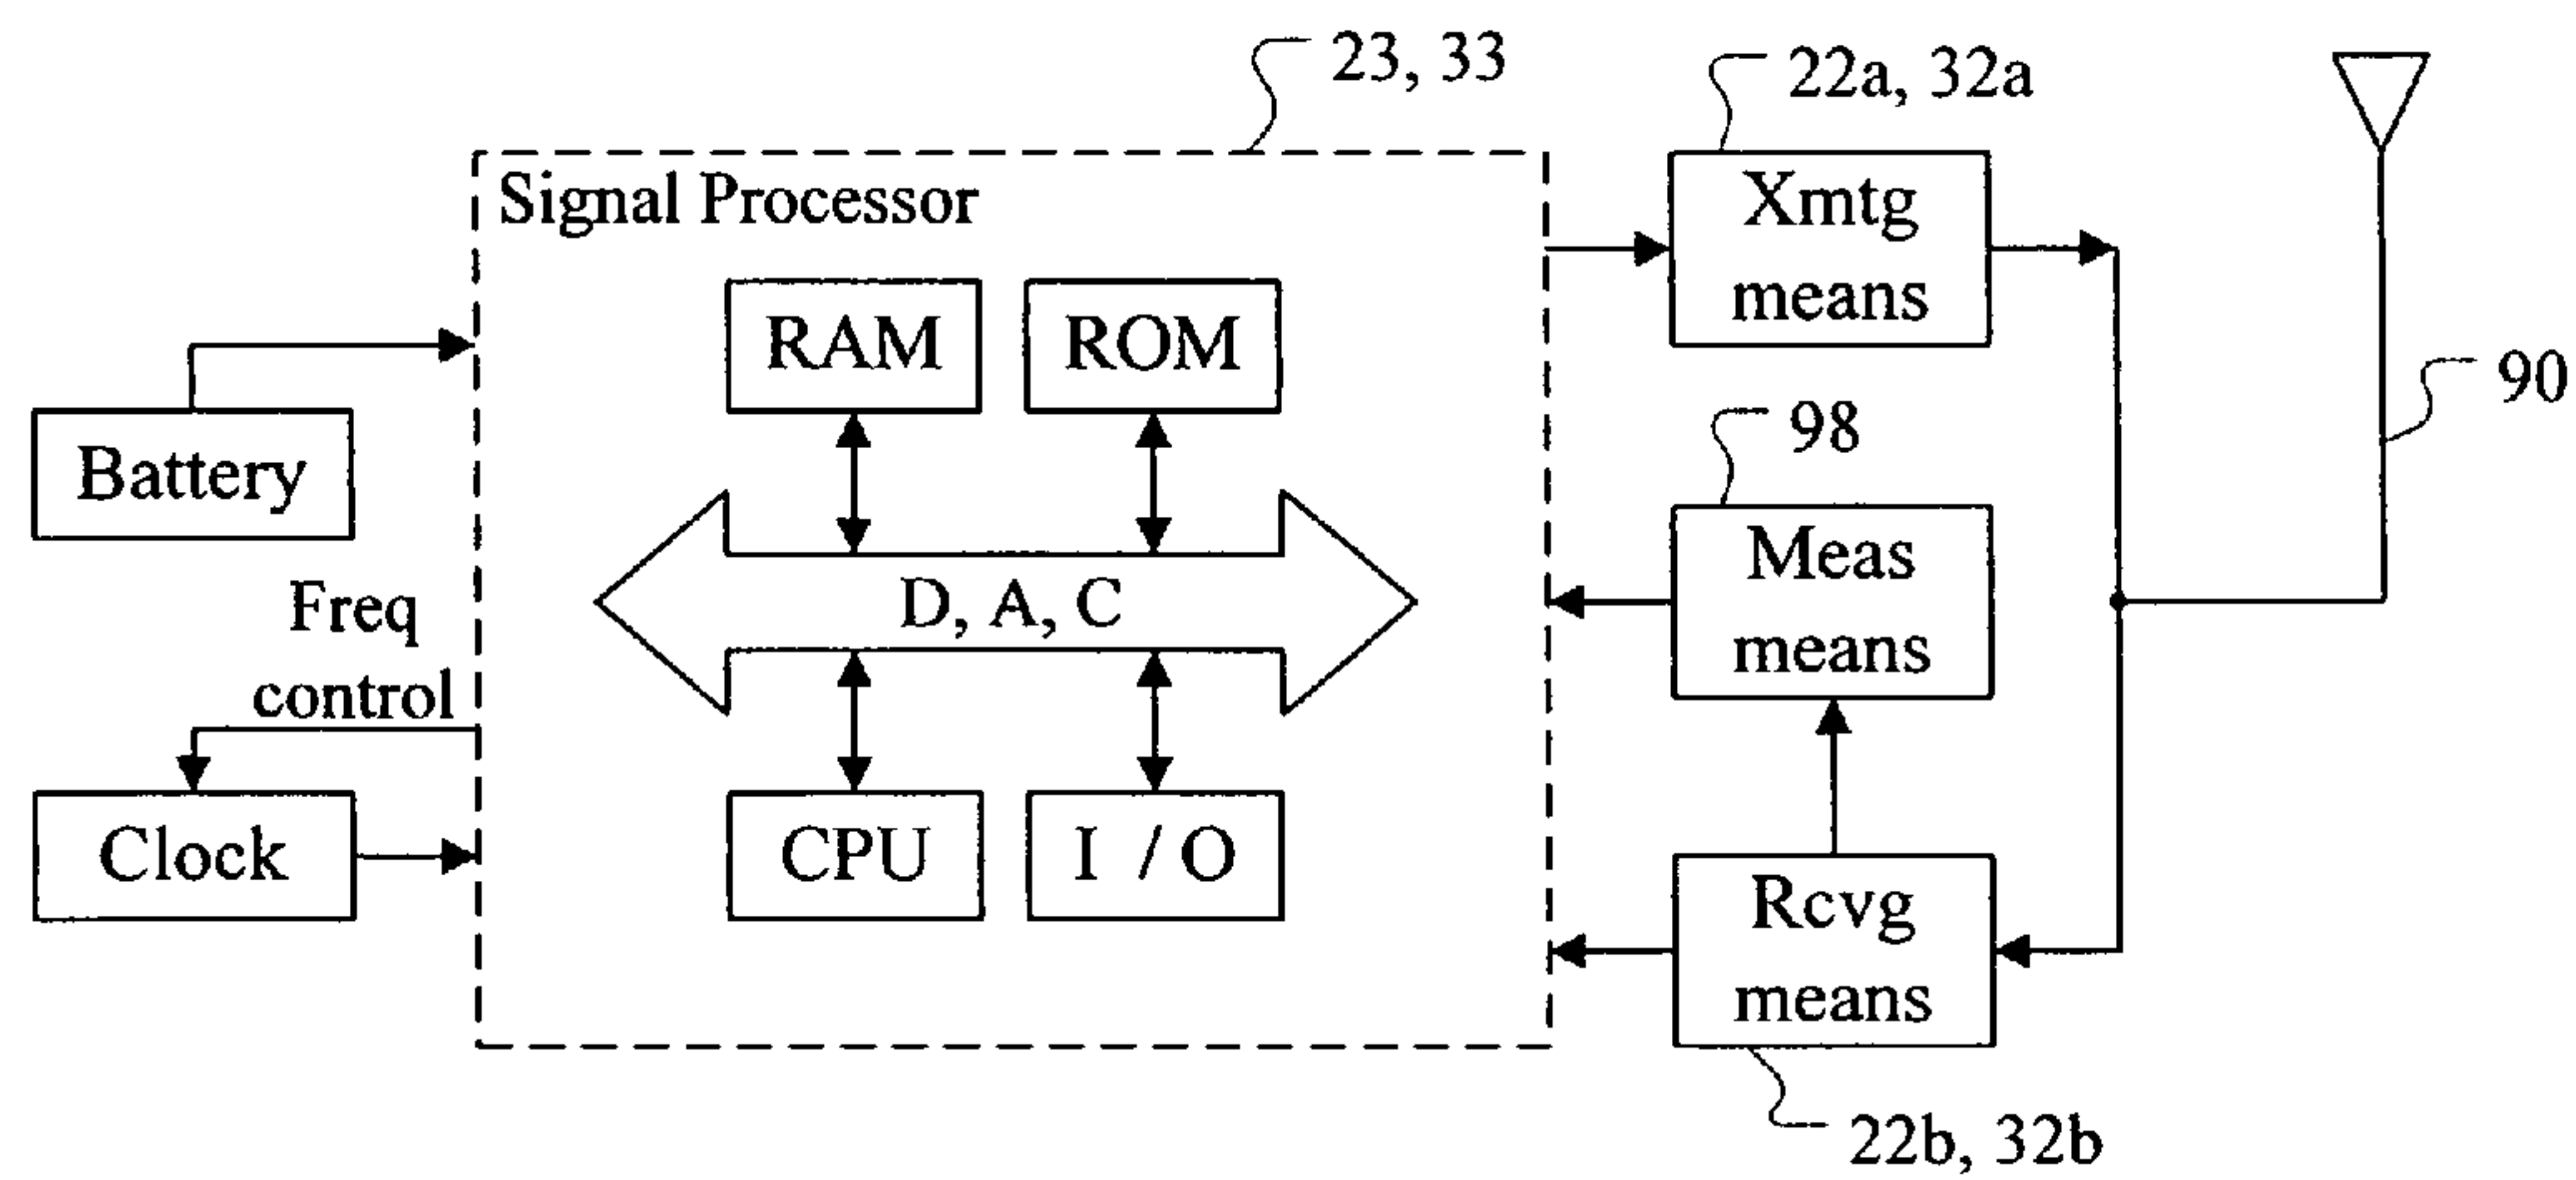 23, 33
22a, 32a
Signal Processor
Xmtg
means
RAM
ROM
90
98
Battery
Meas
means
D, A, C
Freq
control
Clock
CPU
I / O
Rcvg
means
22b, 32b